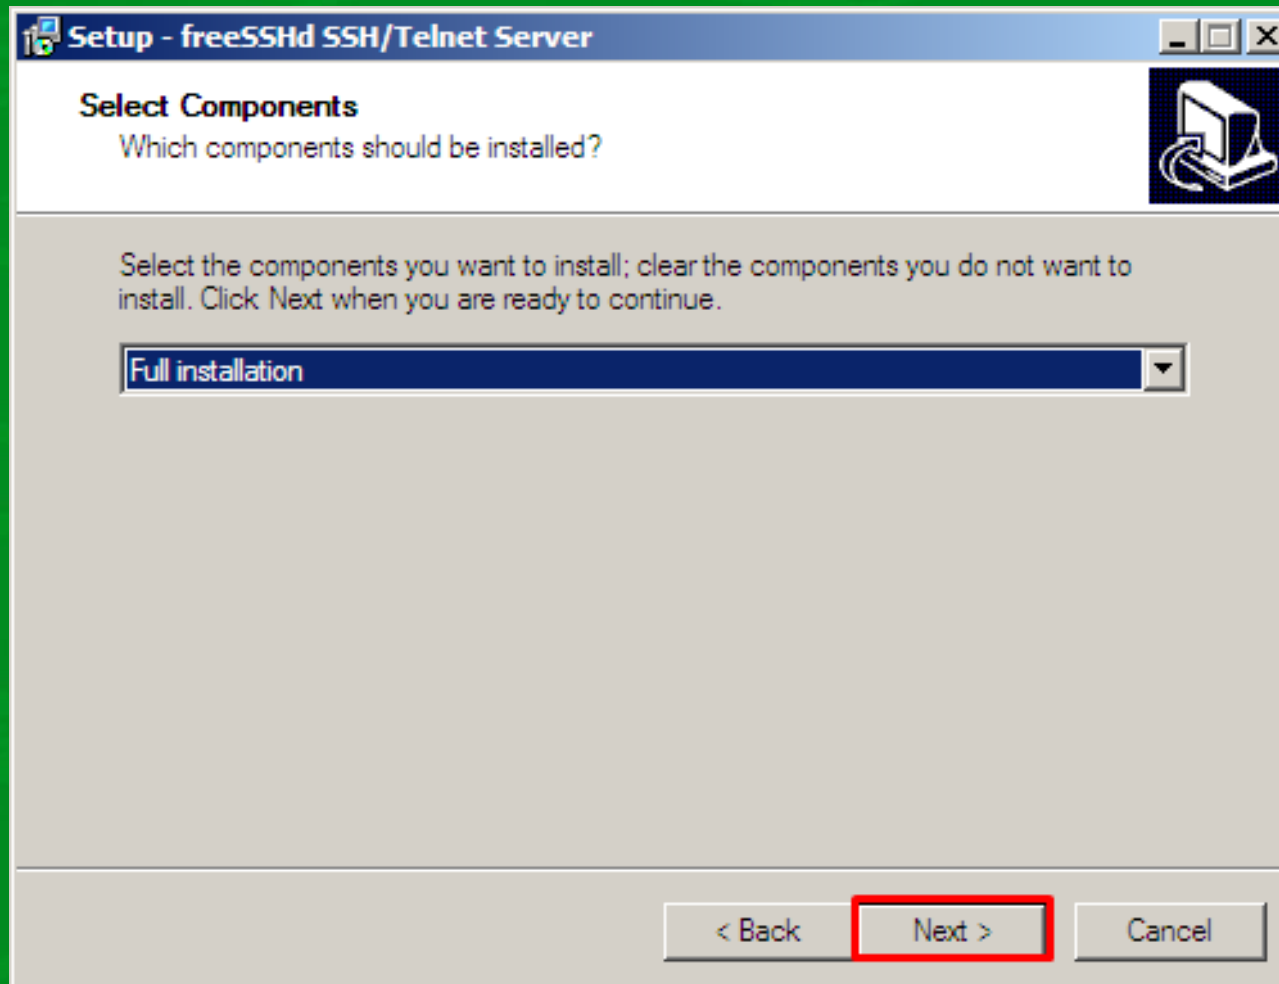 Setup - freeSSHd SSH/Telnet Server
Select Components
Which components should be installed?
Select the components you want to install; clear the components you do not want to
install. Click Next when you are ready to continue.
Full installation
< Back
Next >
Cancel